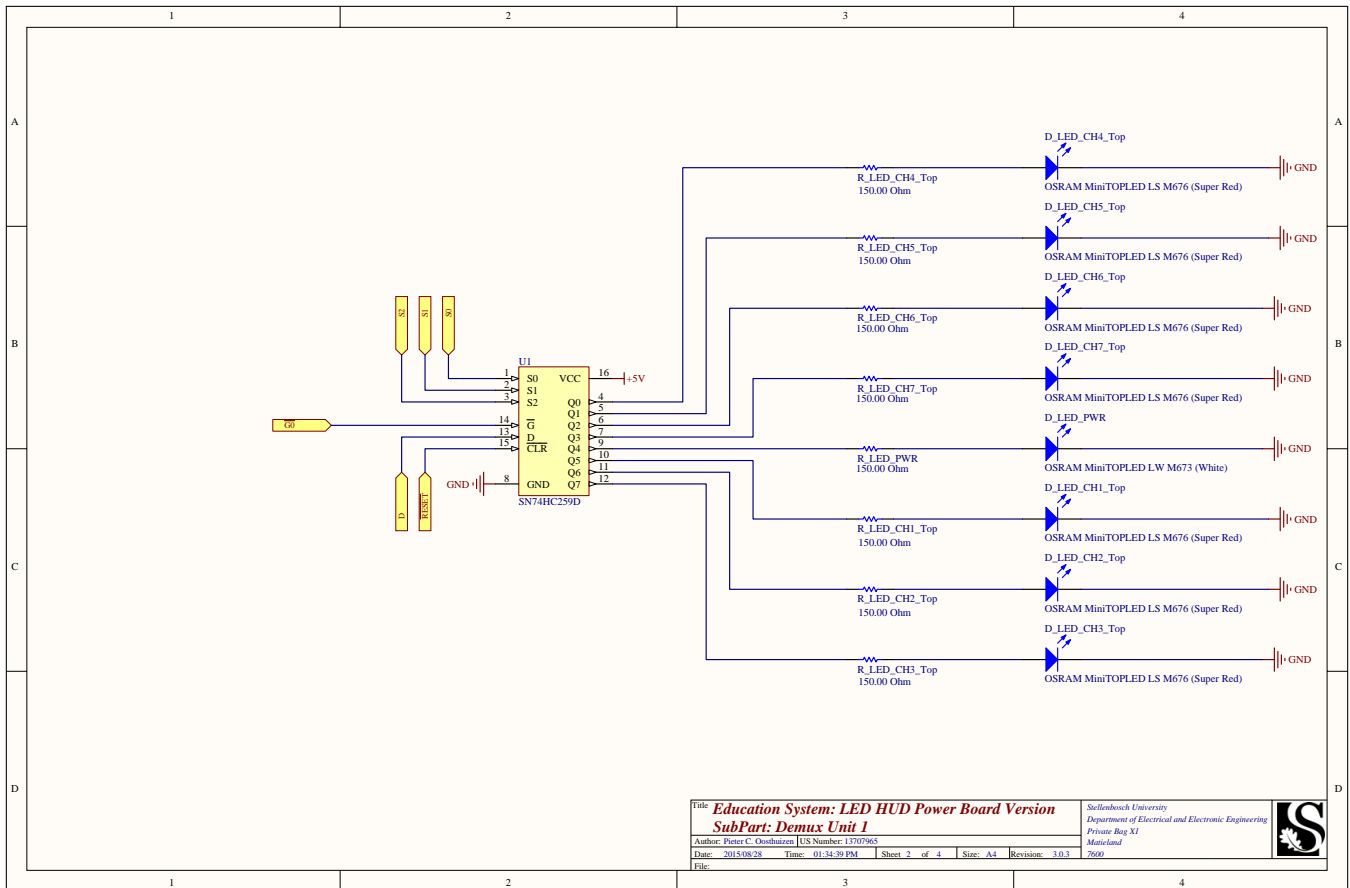 1 2 3 4
A A
D_LED_CH4_Top
R_LED_CH4_Top
150.00 Ohm
OSRAM MiniTOPLED LS M676 (Super Red)
GND
D_LED_CH5_Top
R_LED_CH5_Top
150.00 Ohm
OSRAM MiniTOPLED LS M676 (Super Red)
GND
D_LED_CH6_Top
R_LED_CH6_Top
150.00 Ohm
OSRAM MiniTOPLED LS M676 (Super Red)
GND
B B
D_LED_CH7_Top
R_LED_CH7_Top
150.00 Ohm
OSRAM MiniTOPLED LS M676 (Super Red)
GND
S2 S1 S0
U1
1 S0 VCC 16 +5V
2 S1
3 S2 Q0 4
Q1 5
G0 14 G Q2 6
13 D Q3 7
15 CLR Q4 9
Q5 10
Q6 11
GND 8 GND Q7 12
SN74HC259D
D RESET
D_LED_PWR
R_LED_PWR
150.00 Ohm
OSRAM MiniTOPLED LW M673 (White)
GND
D_LED_CH1_Top
R_LED_CH1_Top
150.00 Ohm
OSRAM MiniTOPLED LS M676 (Super Red)
GND
C C
D_LED_CH2_Top
R_LED_CH2_Top
150.00 Ohm
OSRAM MiniTOPLED LS M676 (Super Red)
GND
D_LED_CH3_Top
R_LED_CH3_Top
150.00 Ohm
OSRAM MiniTOPLED LS M676 (Super Red)
GND
D D
Title Education System: LED HUD Power Board Version
SubPart: Demux Unit 1
Author: Pieter C. Oosthuizen US Number: 13707965
Date: 2015/08/28 Time: 01:34:39 PM Sheet 2 of 4 Size: A4 Revision: 3.0.3
File:
Stellenbosch University
Department of Electrical and Electronic Engineering
Private Bag X1
Matieland
7600
S
1 2 3 4